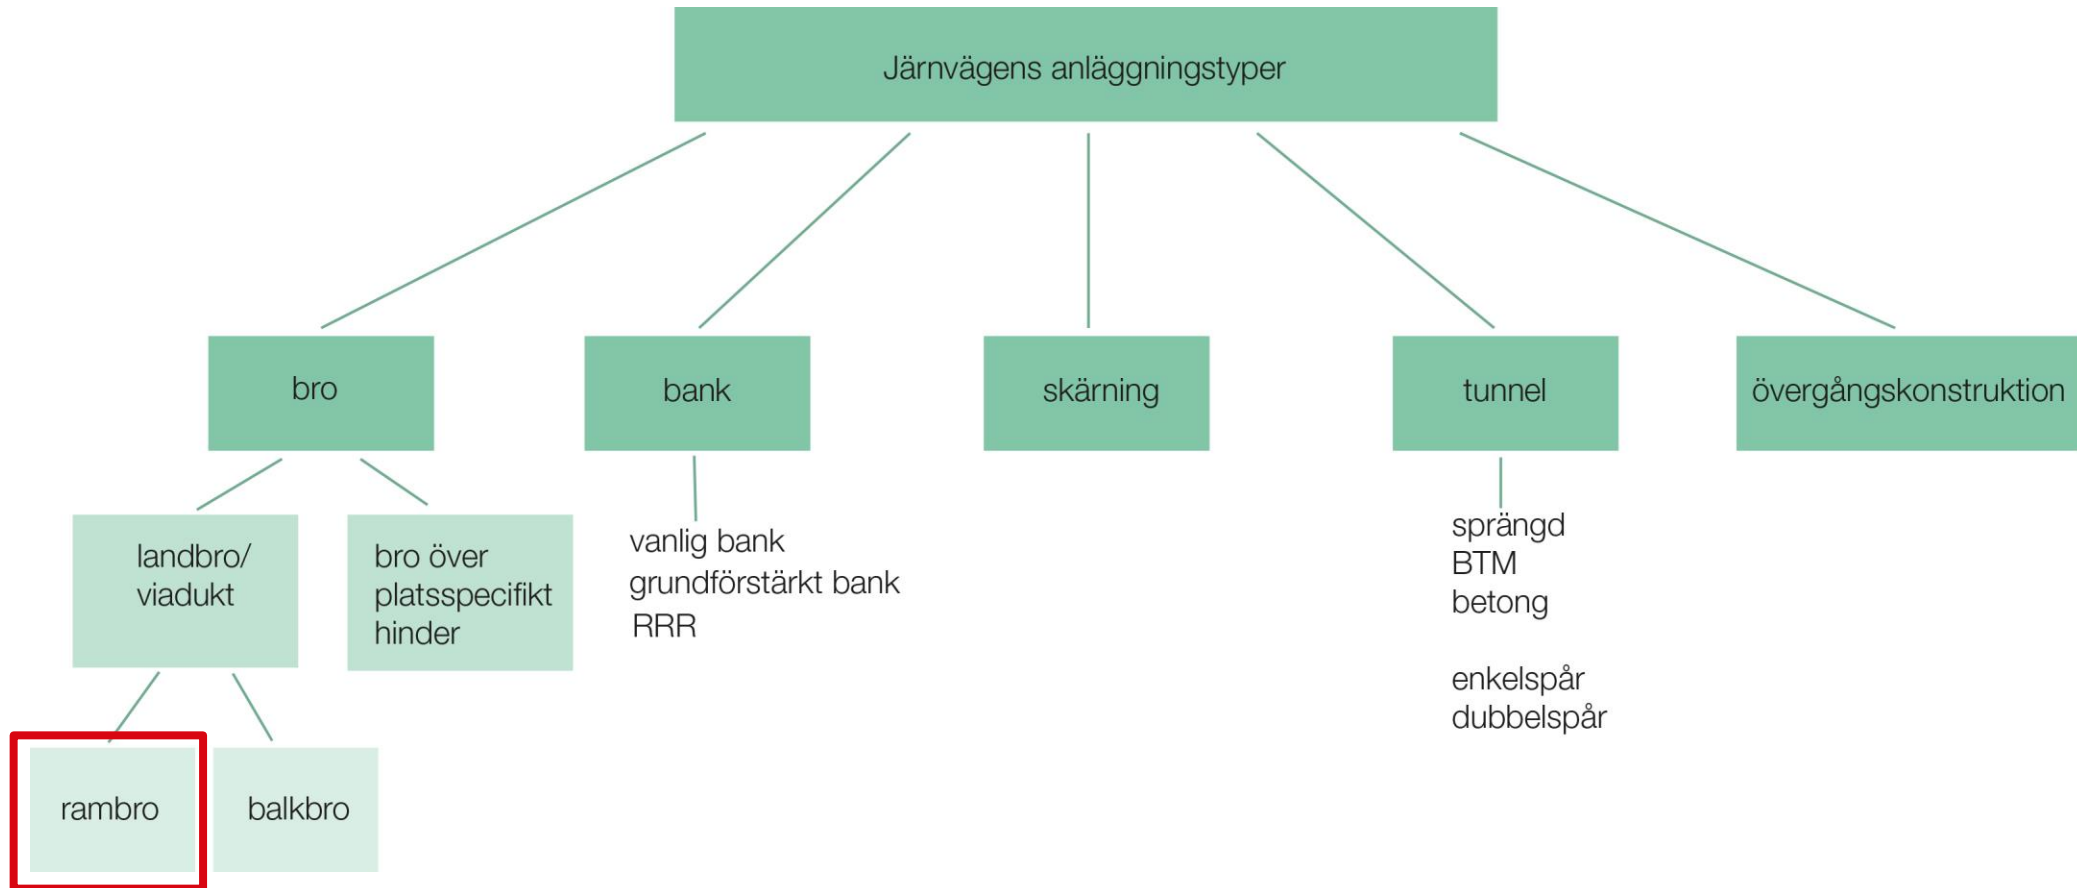 Järnvägens anläggningstyper
bro
bank
skärning
tunnel
övergångskonstruktion
landbro/
viadukt
bro över
platsspecifikt
hinder
vanlig bank
grundförstärkt bank
RRR
sprängd
BTM
betong
enkelspår
dubbelspår
rambro
balkbro